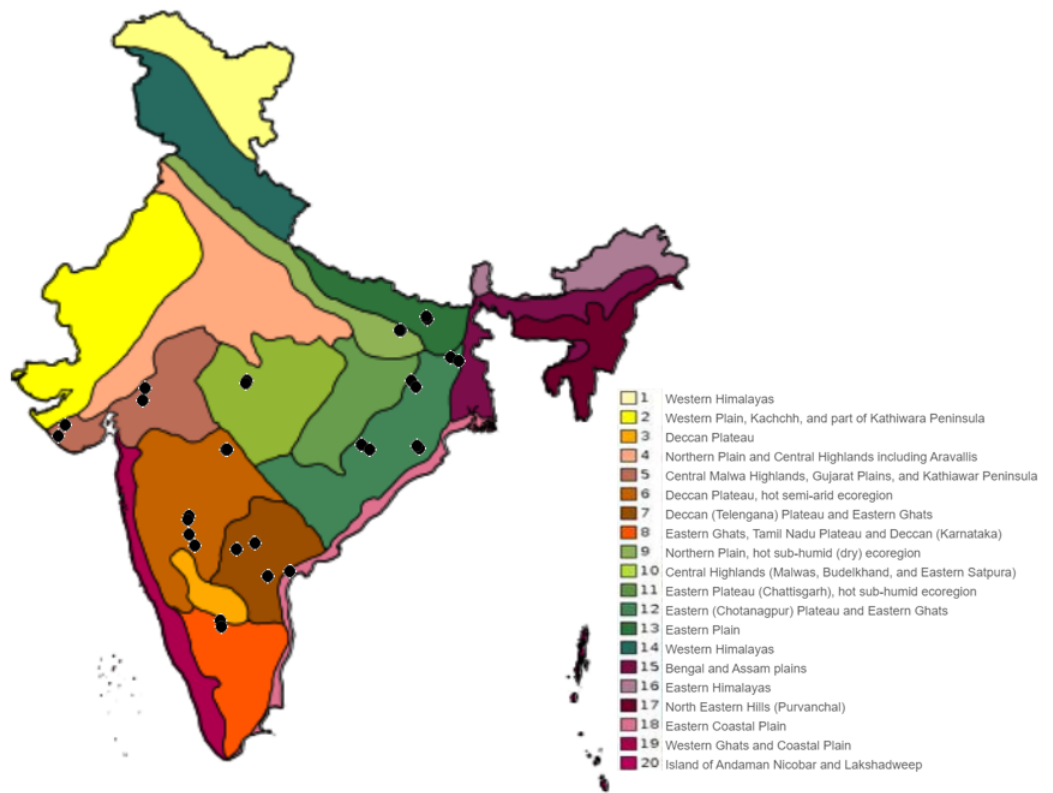 1 Western Himalayas
2 Western Plain, Kachchh, and part of Kathiwara Peninsula
3 Deccan Plateau
4 Northern Plain and Central Highlands including Aravallis
5 Central Malwa Highlands, Gujarat Plains, and Kathiawar Peninsula
6 Deccan Plateau, hot semi-arid ecoregion
7 Deccan (Telengana) Plateau and Eastern Ghats
8 Eastern Ghats, Tamil Nadu Plateau and Deccan (Karnataka)
9 Northern Plain, hot sub-humid (dry) ecoregion
10 Central Highlands (Malwas, Budelkhand, and Eastern Satpura)
11 Eastern Plateau (Chattisgarh), hot sub-humid ecoregion
12 Eastern (Chotanagpur) Plateau and Eastern Ghats
13 Eastern Plain
14 Western Himalayas
15 Bengal and Assam plains
16 Eastern Himalayas
17 North Eastern Hills (Purvanchal)
18 Eastern Coastal Plain
19 Western Ghats and Coastal Plain
20 Island of Andaman Nicobar and Lakshadweep